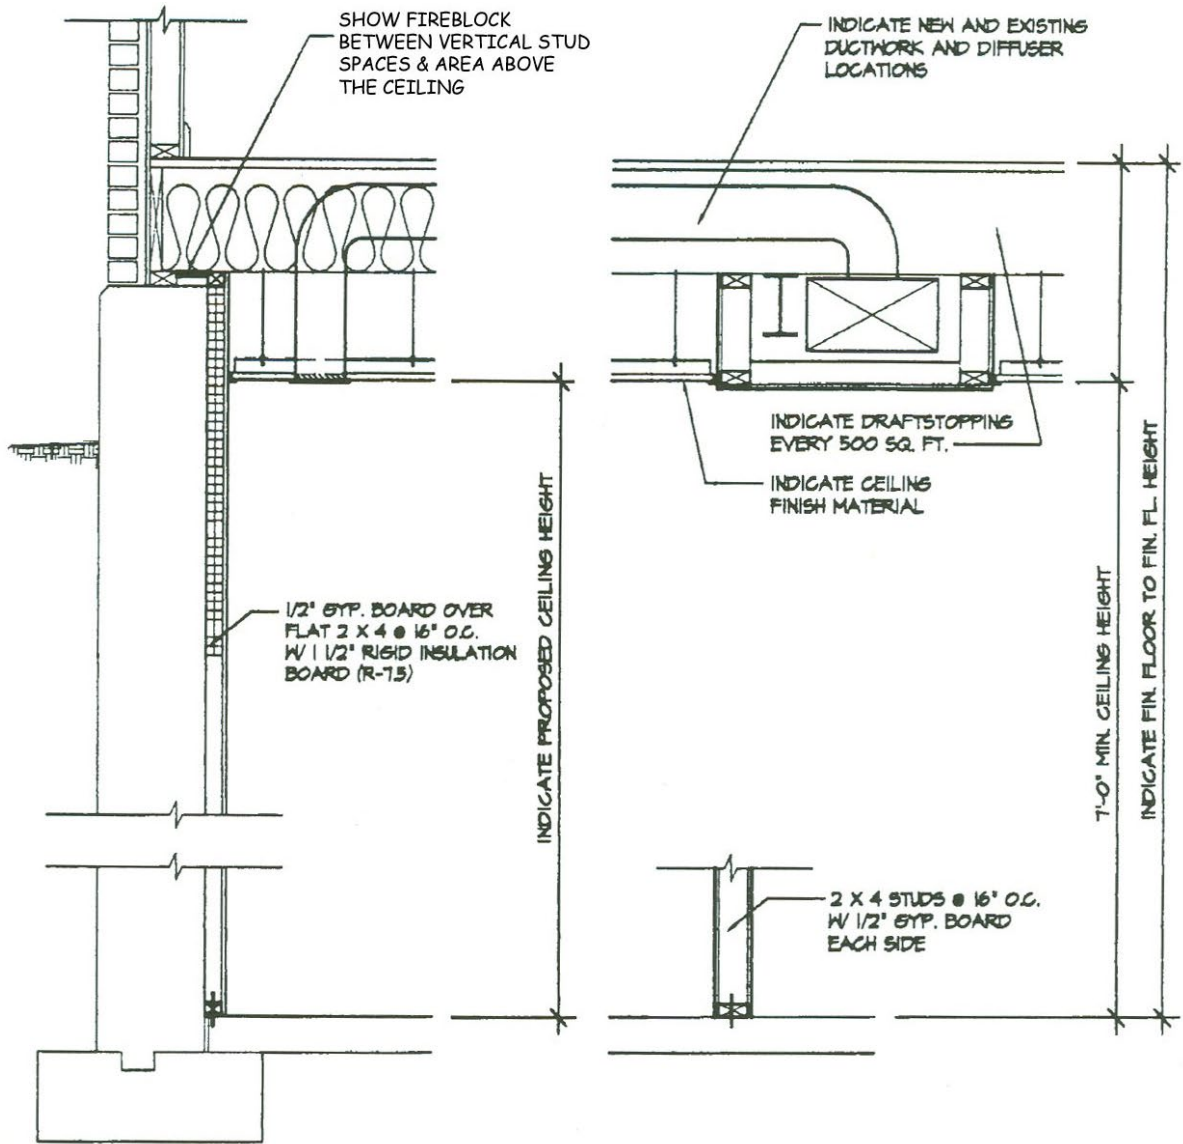 SHOW FIREBLOCK
BETWEEN VERTICAL STUD
SPACES & AREA ABOVE
THE CEILING
INDICATE NEW AND EXISTING
DUCTWORK AND DIFFUSER
LOCATIONS
INDICATE DRAFTSTOPPING
EVERY 500 SQ. FT.
INDICATE CEILING
FINISH MATERIAL
1/2" GYP. BOARD OVER
FLAT 2 X 4 @ 16" O.C.
W/ 1 1/2" RIGID INSULATION
BOARD (R-7.5)
INDICATE PROPOSED CEILING HEIGHT
7'-0" MIN. CEILING HEIGHT
INDICATE FIN. FLOOR TO FIN. FL. HEIGHT
2 X 4 STUDS @ 16" O.C.
W/ 1/2" GYP. BOARD
EACH SIDE